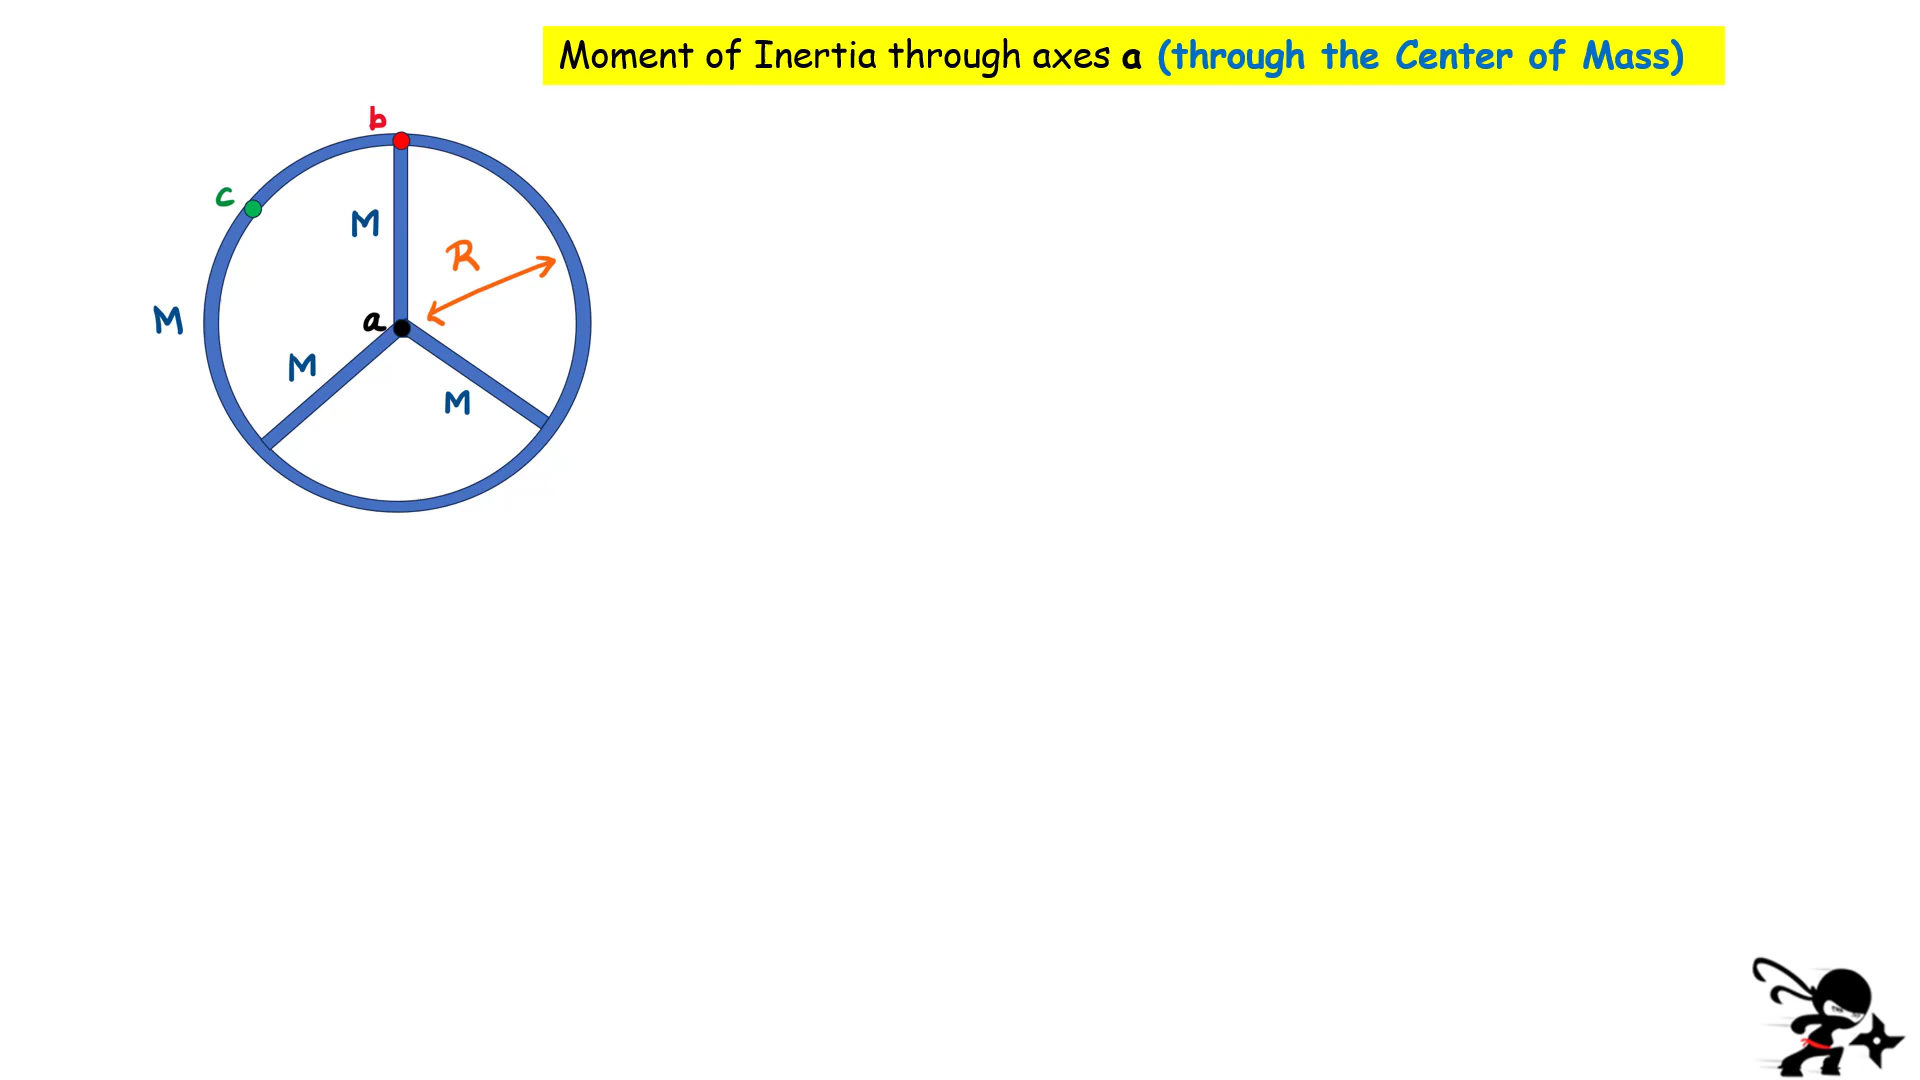 Moment of Inertia through axes a (through the Center of Mass)
b
c
M
R
M
a
M
M